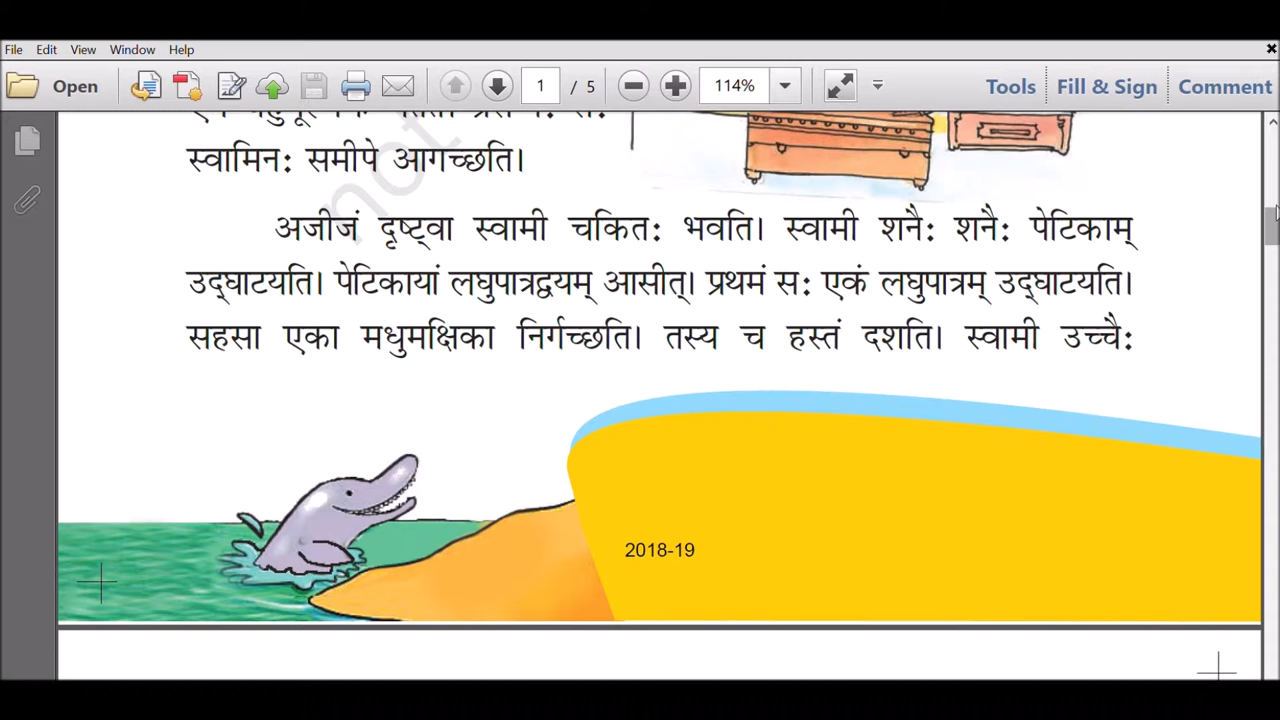 File Edit View Window Help
Open 1 / 5 114% Tools Fill & Sign Comment
स्वामिन: समीपे आगच्छति।
not
अजीजं दृष्ट्वा स्वामी चकित: भवति। स्वामी शनै: शनै: पेटिकाम्
उद्घाटयति। पेटिकायां लघुपात्रद्वयम् आसीत्। प्रथमं स: एकं लघुपात्रम् उद्घाटयति।
सहसा एका मधुमक्षिका निर्गच्छति। तस्य च हस्तं दशति। स्वामी उच्चै:
2018-19